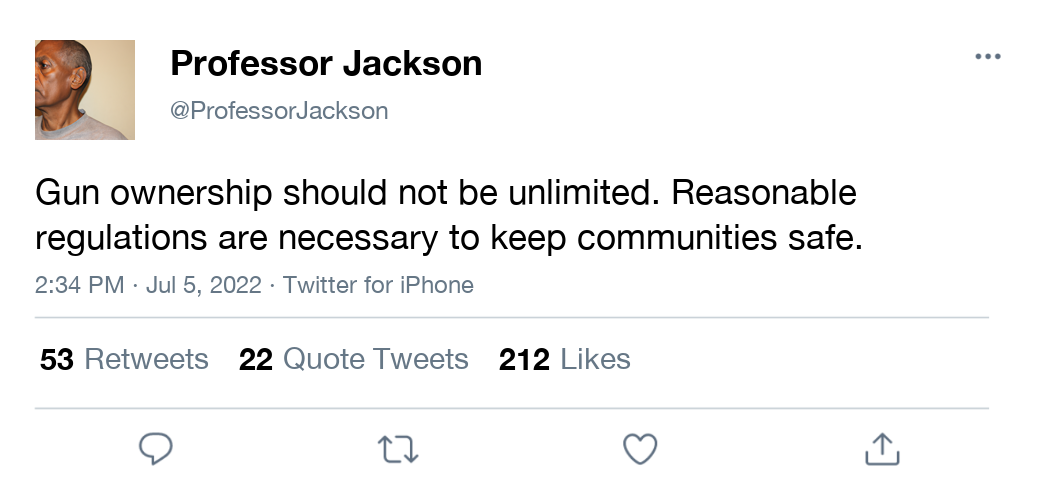 Professor Jackson
@ProfessorJackson
Gun ownership should not be unlimited. Reasonable
regulations are necessary to keep communities safe.
2:34 PM · Jul 5, 2022 · Twitter for iPhone
53 Retweets 22 Quote Tweets 212 Likes